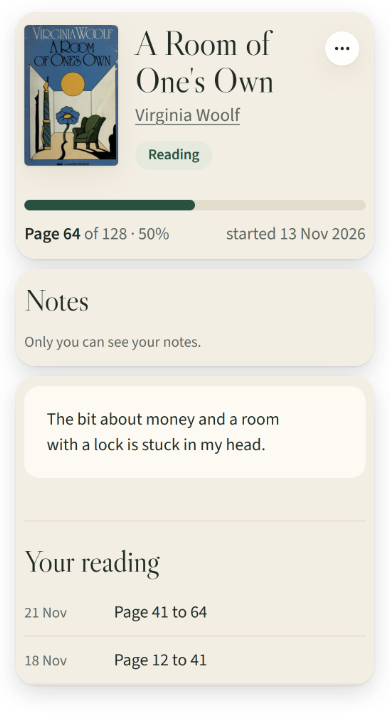 VIRGINIA WOOLF
A ROOM
OF
ONE'S OWN
A Room of
One's Own
Virginia Woolf
Reading
Page 64 of 128 · 50%
started 13 Nov 2026
Notes
Only you can see your notes.
The bit about money and a room
with a lock is stuck in my head.
Your reading
21 Nov
Page 41 to 64
18 Nov
Page 12 to 41